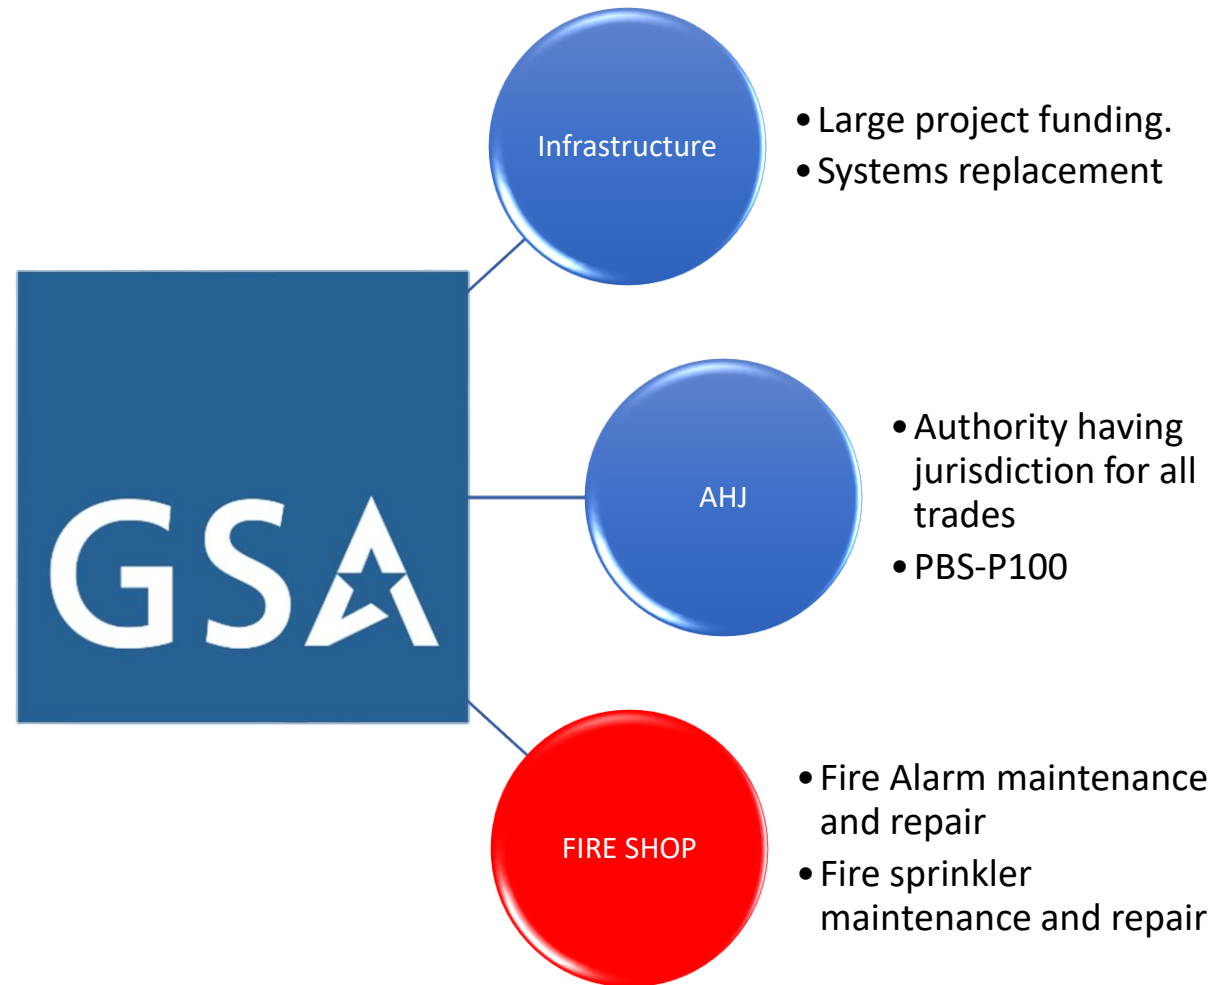 Infrastructure
• Large project funding.
• Systems replacement
GSA
AHJ
• Authority having
jurisdiction for all
trades
• PBS-P100
FIRE SHOP
• Fire Alarm maintenance
and repair
• Fire sprinkler
maintenance and repair